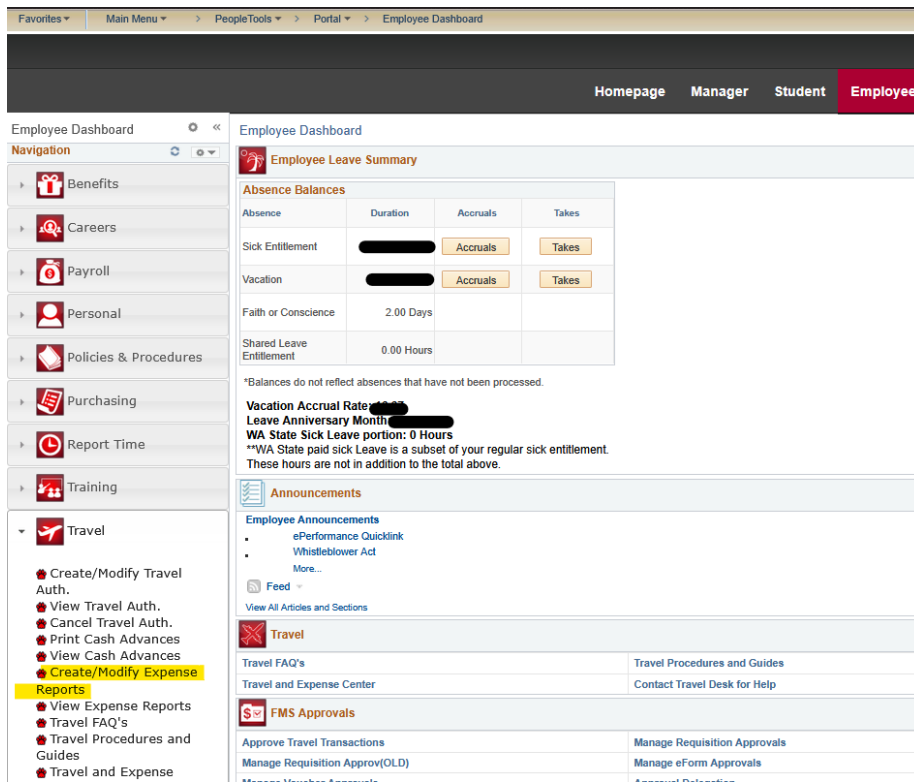 Favorites Main Menu > PeopleTools > Portal > Employee Dashboard
Homepage Manager Student Employee
Employee Dashboard «
Navigation
Benefits
Careers
Payroll
Personal
Policies & Procedures
Purchasing
Report Time
Training
Travel
Create/Modify Travel
Auth.
View Travel Auth.
Cancel Travel Auth.
Print Cash Advances
View Cash Advances
Create/Modify Expense
Reports
View Expense Reports
Travel FAQ's
Travel Procedures and
Guides
Travel and Expense
Employee Dashboard
Employee Leave Summary
Absence Balances
Absence Duration Accruals Takes
Sick Entitlement Accruals Takes
Vacation Accruals Takes
Faith or Conscience 2.00 Days
Shared Leave
Entitlement 0.00 Hours
*Balances do not reflect absences that have not been processed.
Vacation Accrual Rate:
Leave Anniversary Month:
WA State Sick Leave portion: 0 Hours
**WA State paid sick Leave is a subset of your regular sick entitlement.
These hours are not in addition to the total above.
Announcements
Employee Announcements
ePerformance Quicklink
Whistleblower Act
More...
Feed
View All Articles and Sections
Travel
Travel FAQ's Travel Procedures and Guides
Travel and Expense Center Contact Travel Desk for Help
FMS Approvals
Approve Travel Transactions Manage Requisition Approvals
Manage Requisition Approv(OLD) Manage eForm Approvals